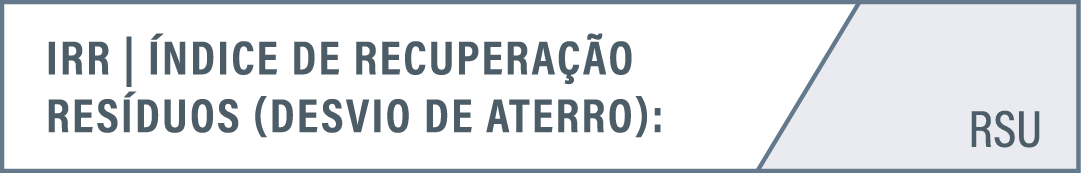 IRR | ÍNDICE DE RECUPERAÇÃO
RESÍDUOS (DESVIO DE ATERRO):
RSU